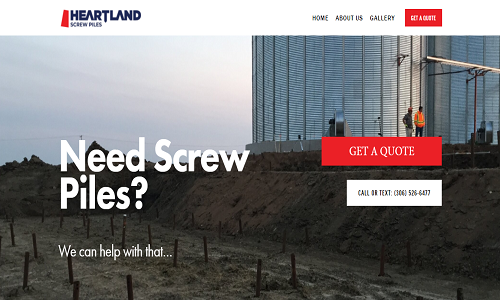 HEARTLAND
SCREW PILES
HOME ABOUT US GALLERY GET A QUOTE
Need Screw
Piles?
GET A QUOTE
CALL OR TEXT: (306) 526-6477
We can help with that...